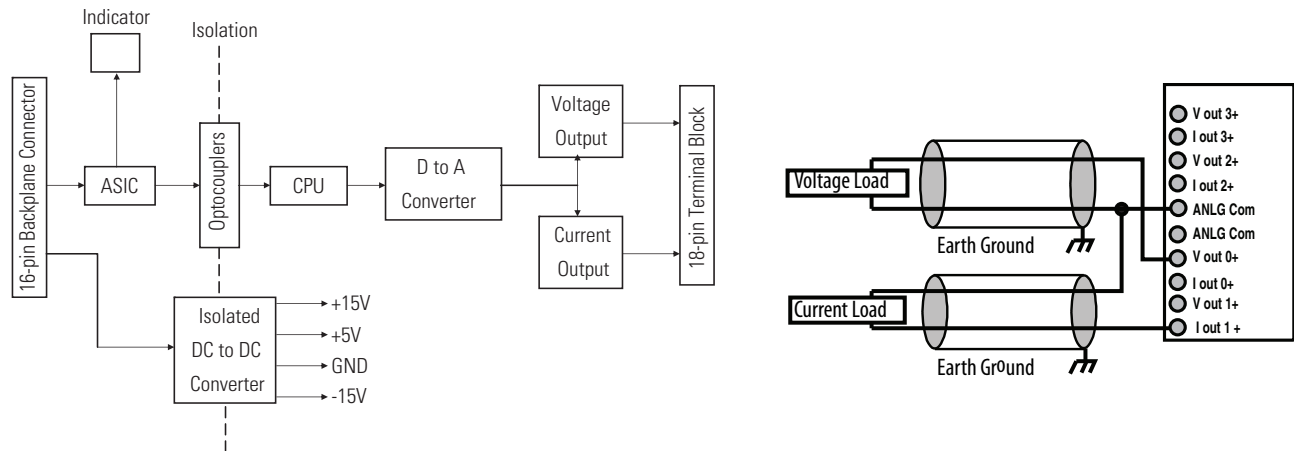 Indicator
Isolation
16-pin Backplane Connector
ASIC
Optocouplers
CPU
D to A
Converter
Voltage
Output
Current
Output
18-pin Terminal Block
Isolated
DC to DC
Converter
+15V
+5V
GND
-15V
Voltage Load
Earth Ground
Current Load
Earth Ground
V out 3+
I out 3+
V out 2+
I out 2+
ANLG Com
ANLG Com
V out 0+
I out 0+
V out 1+
I out 1 +